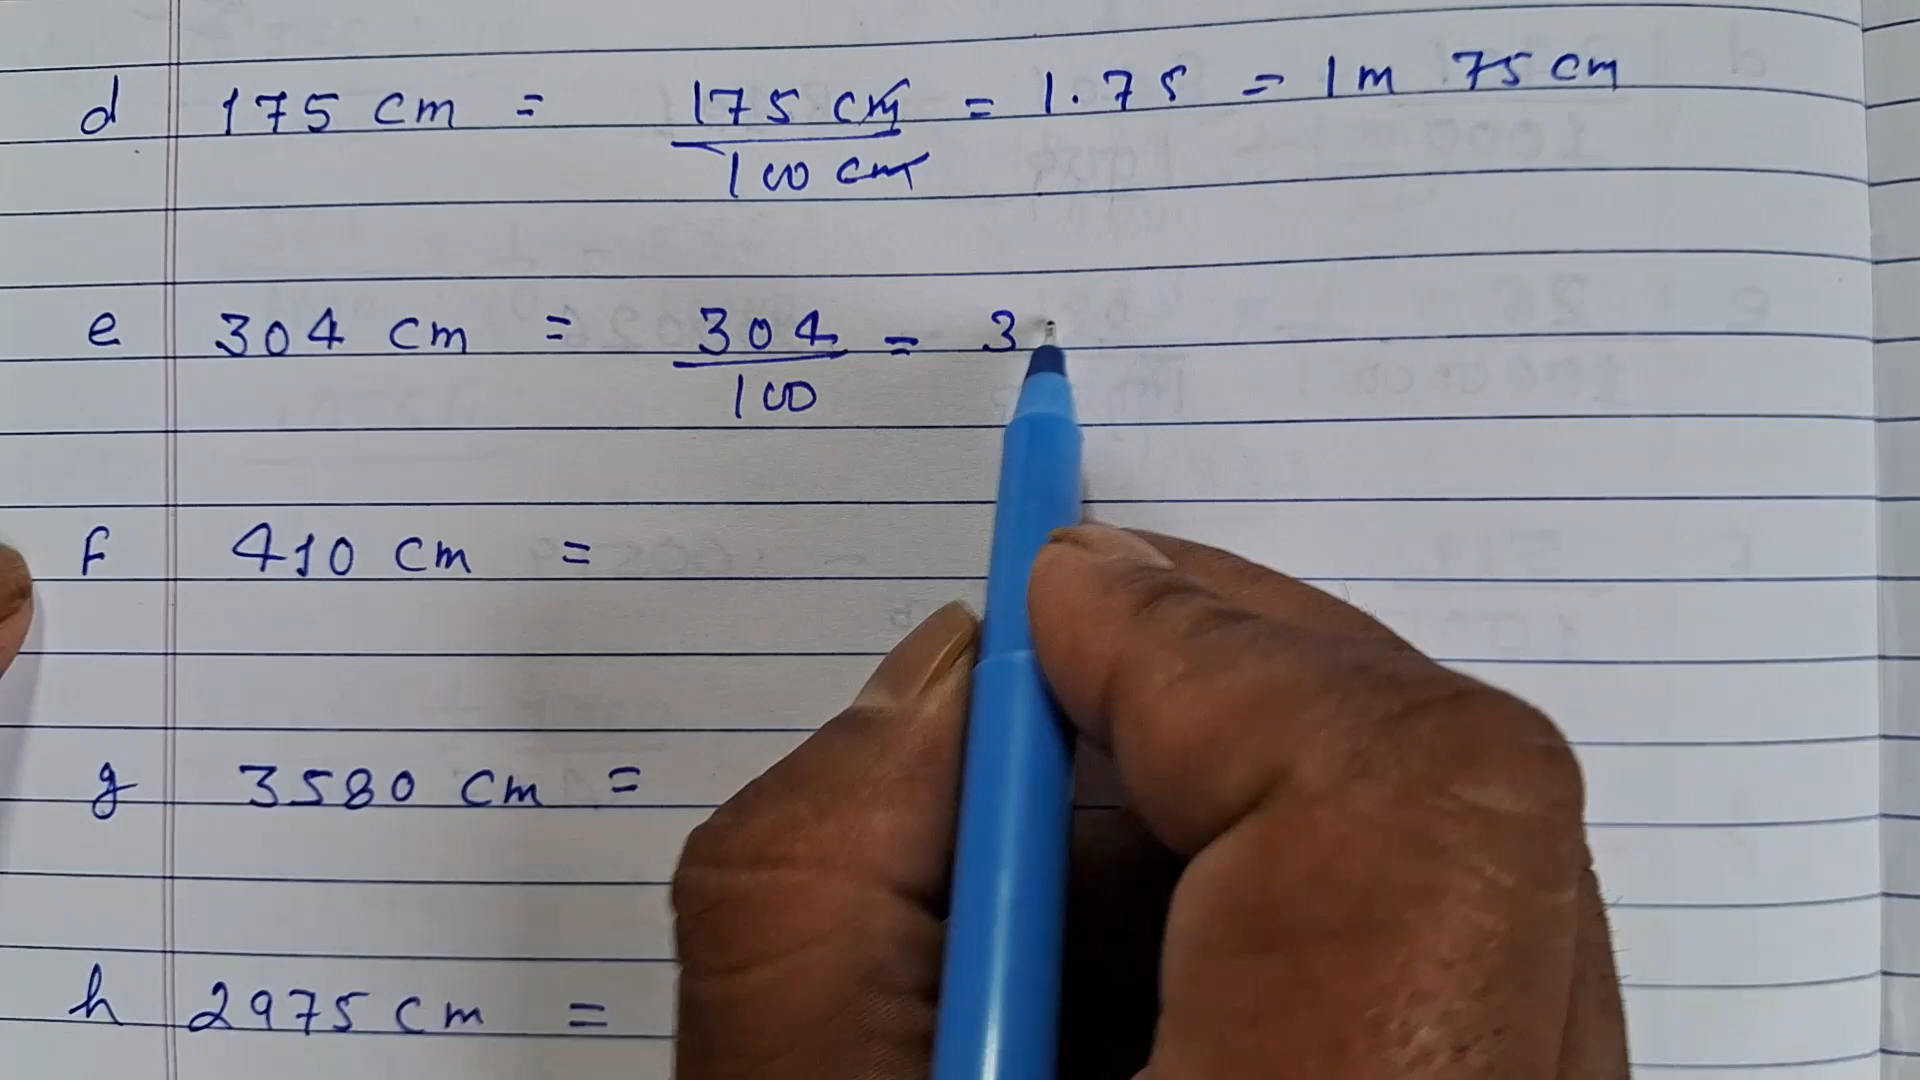 d 175 cm = 175 cm / 100 cm = 1.75 = 1 m 75 cm
e 304 cm = 304 / 100 = 3.
f 410 cm =
g 3580 cm =
h 2975 cm =